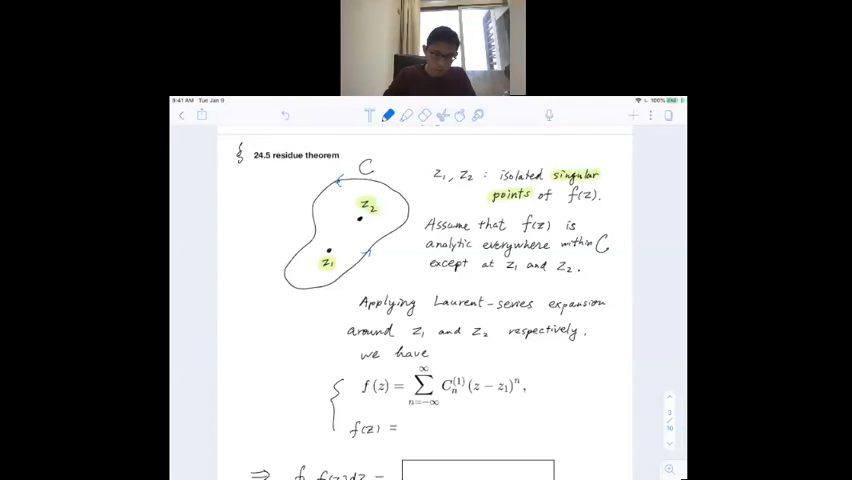 9:41 AM Tue Jan 9
100%
§ 24.5 residue theorem
C
z₂
z₁
z₁, z₂ : isolated singular
points of f(z).
Assume that f(z) is
analytic everywhere within C
except at z₁ and z₂.
Applying Laurent-series expansion
around z₁ and z₂ respectively,
we have
f(z) = ∑_{n=-∞}^{∞} C_n^{(1)} (z − z₁)^n,
f(z) =
⇒ ∮ f(z)dz =
3
10